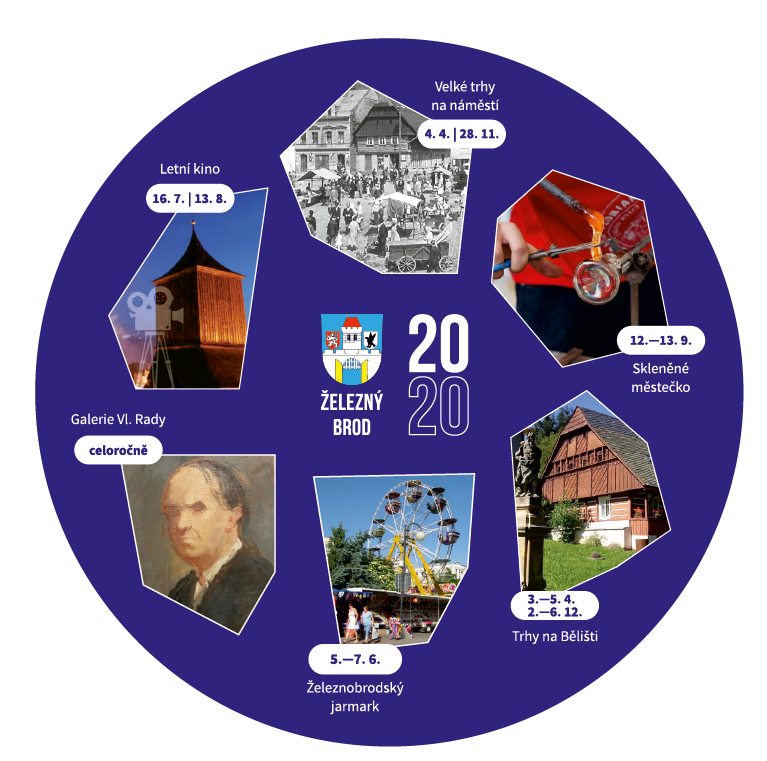 Velké trhy
na náměstí
4. 4. | 28. 11.
Letní kino
16. 7. | 13. 8.
12.—13. 9.
Skleněné
městečko
20
20
ŽELEZNÝ
BROD
Galerie Vl. Rady
celoročně
3.—5. 4.
2.—6. 12.
Trhy na Bělišti
5.—7. 6.
Železnobrodský
jarmark